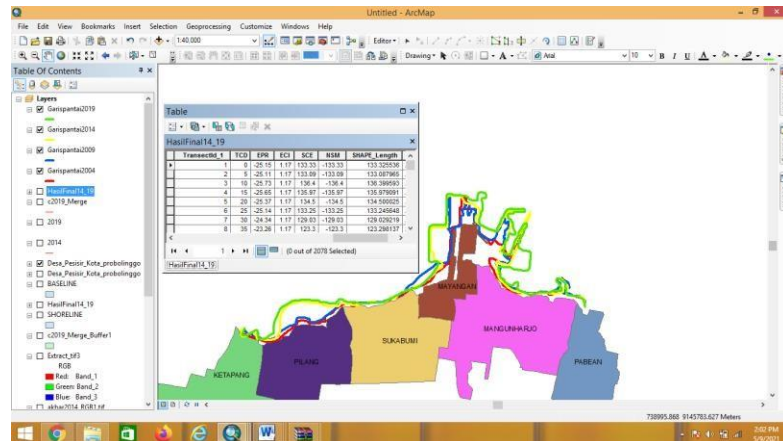 Untitled - ArcMap
File Edit View Bookmarks Insert Selection Geoprocessing Customize Windows Help
1:40.000
Editor
Drawing
Arial
10
B I U
A
Table Of Contents
Layers
Garispantai2019
Garispantai2014
Garispantai2009
Garispantai2004
HasilFinal14_19
c2019_Merge
2019
2014
Desa_Pesisir_Kota_probolinggo
Desa_Pesisir_Kota_probolinggo
BASELINE
HasilFinal14_19
SHORELINE
c2019_Merge_Buffer1
Extract_tif3
RGB
Red: Band_1
Green: Band_2
Blue: Band_3
akhar2014_RGB1.tif
Table
HasilFinal14_19
TransectId_1 TCD EPR ECI SCE NSM SHAPE_Length
1 0 -25.15 1.17 133.33 -133.33 133.325536
2 5 -25.11 1.17 133.09 -133.09 133.087965
3 10 -25.73 1.17 136.4 -136.4 136.399593
4 15 -25.65 1.17 135.97 -135.97 135.979091
5 20 -25.37 1.17 134.5 -134.5 134.500025
6 25 -25.14 1.17 133.25 -133.25 133.245648
7 30 -24.34 1.17 129.03 -129.03 129.029219
8 35 -23.26 1.17 123.3 -123.3 123.296137
1
(0 out of 2078 Selected)
HasilFinal14_19
MAYANGAN
MANGUNHARJO
SUKABUMI
PILANG
KETAPANG
PABEAN
738995.868 9145783.627 Meters
2:02 PM